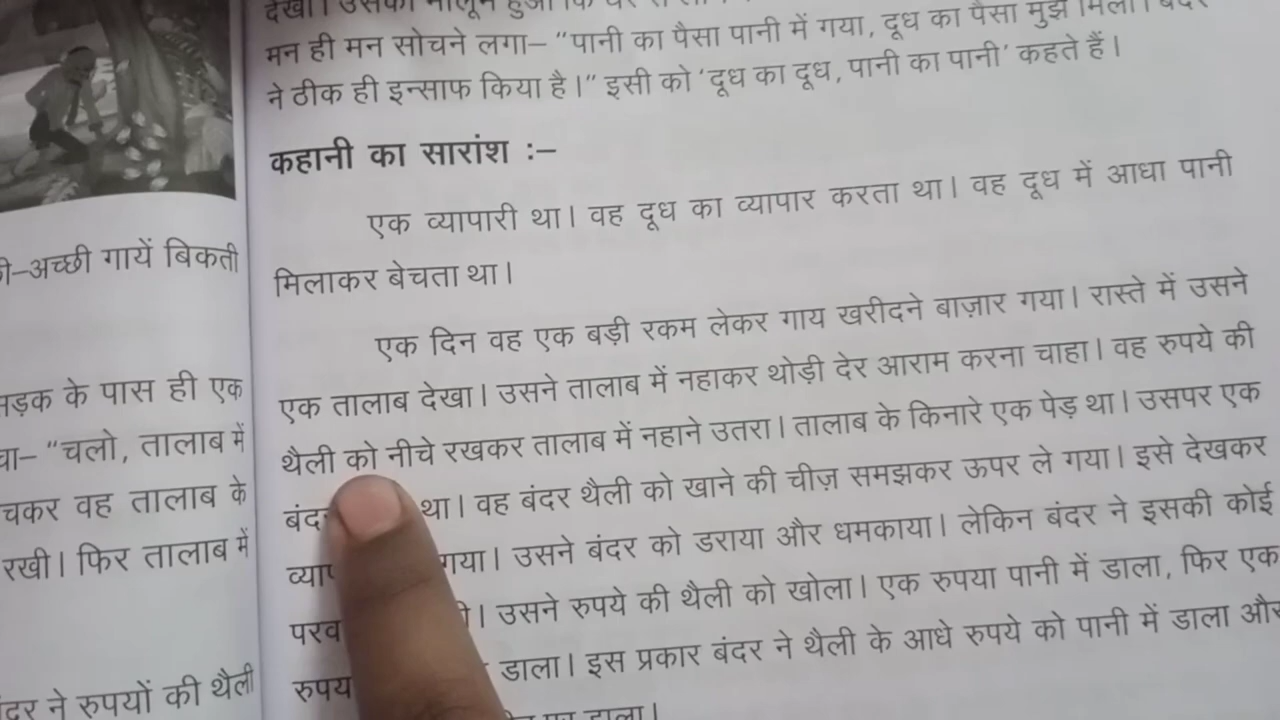 ी–अच्छी गायें बिकती
सड़क के पास ही एक
“चलो, तालाब में
वह तालाब के
रखी। फिर तालाब में
ने रुपयों की थैली
मन ही मन सोचने लगा– “पानी का पैसा पानी में गया, दूध का पैसा मुझे मिला। बंदर
ने ठीक ही इन्साफ किया है।” इसी को ‘दूध का दूध, पानी का पानी’ कहते हैं।
कहानी का सारांश :–
एक व्यापारी था। वह दूध का व्यापार करता था। वह दूध में आधा पानी
मिलाकर बेचता था।
एक दिन वह एक बड़ी रकम लेकर गाय खरीदने बाज़ार गया। रास्ते में उसने
एक तालाब देखा। उसने तालाब में नहाकर थोड़ी देर आराम करना चाहा। वह रुपये की
थैली को नीचे रखकर तालाब में नहाने उतरा। तालाब के किनारे एक पेड़ था। उसपर एक
था। वह बंदर थैली को खाने की चीज़ समझकर ऊपर ले गया। इसे देखकर
गया। उसने बंदर को डराया और धमकाया। लेकिन बंदर ने इसकी कोई
उसने रुपये की थैली को खोला। एक रुपया पानी में डाला, फिर एक
डाला। इस प्रकार बंदर ने थैली के आधे रुपये को पानी में डाला और
डाला।